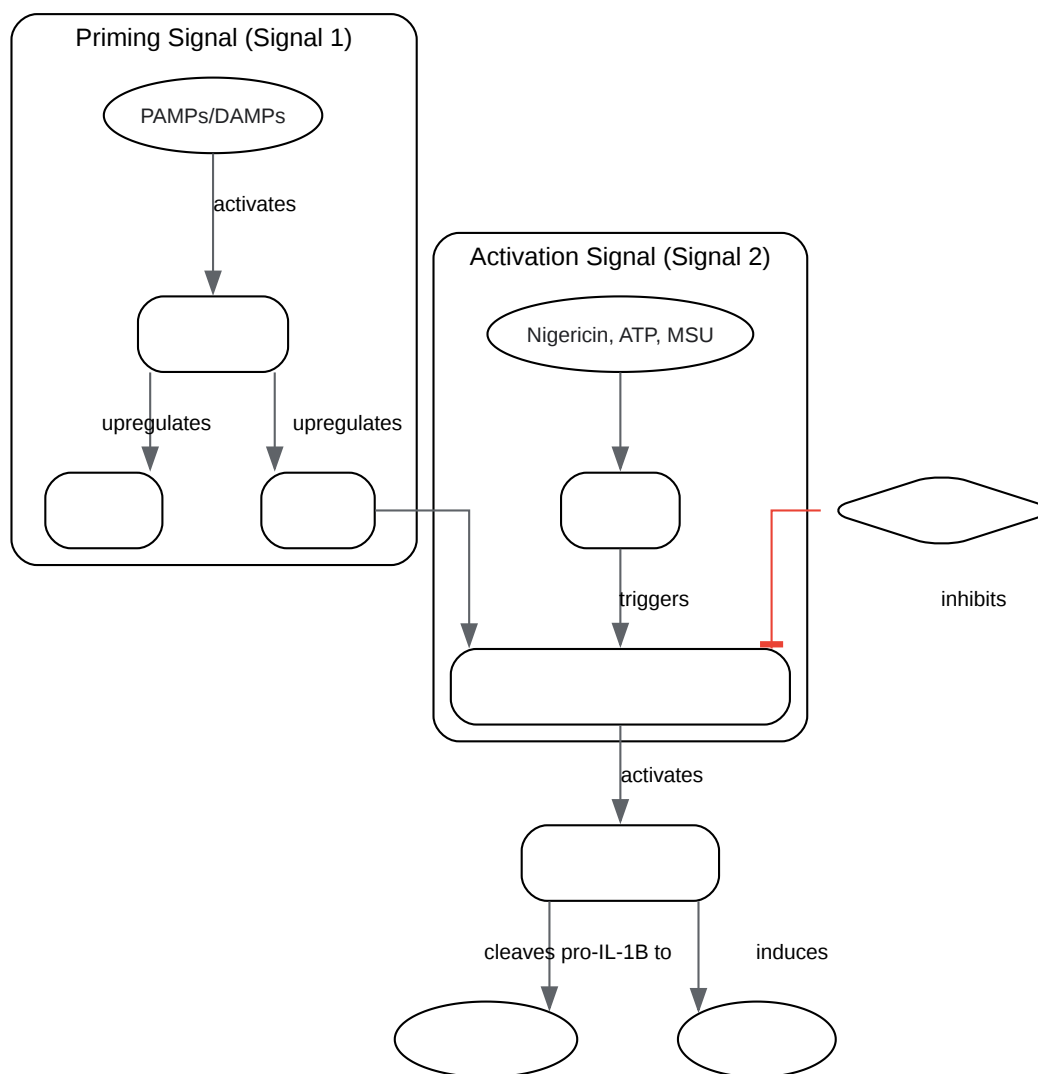 Priming Signal (Signal 1)
PAMPs/DAMPs
activates
upregulates
upregulates
Activation Signal (Signal 2)
Nigericin, ATP, MSU
triggers
inhibits
activates
cleaves pro-IL-1B to
induces